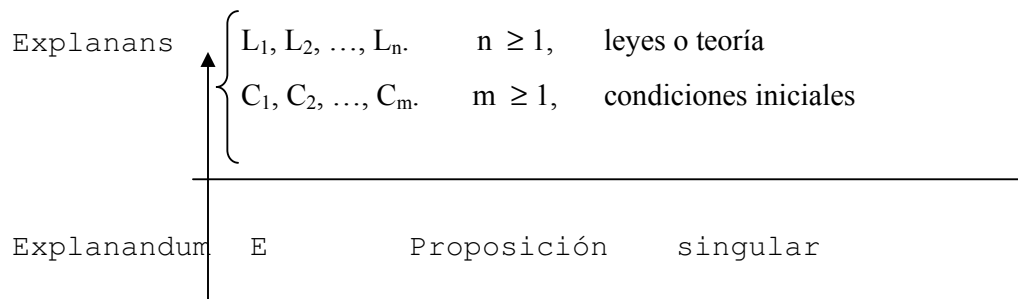 Explanans L₁, L₂, …, Lₙ. n ≥ 1, leyes o teoría
C₁, C₂, …, Cₘ. m ≥ 1, condiciones iniciales
Explanandum E Proposición singular